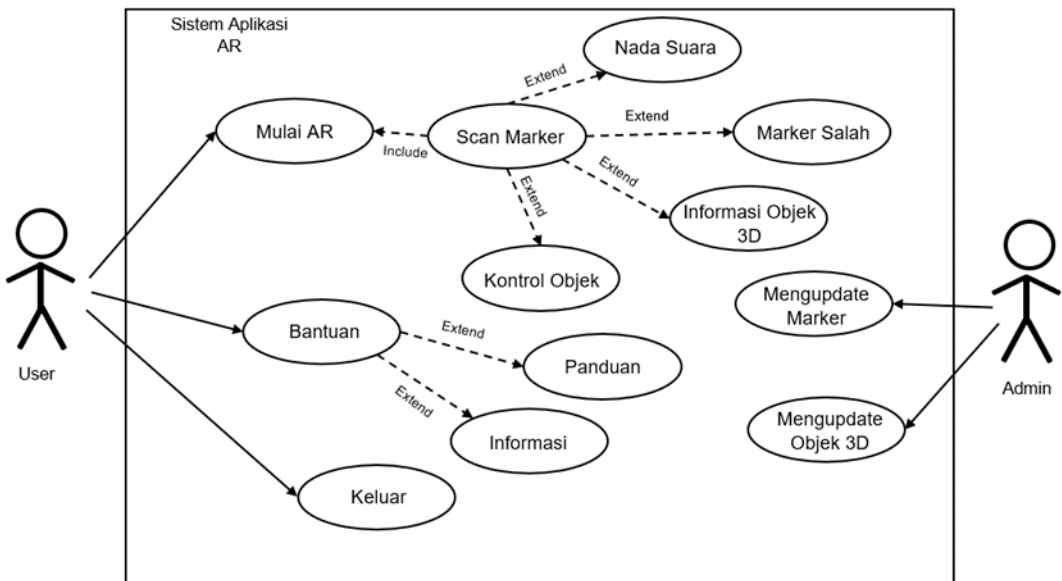 Sistem Aplikasi
AR
Nada Suara
Extend
Mulai AR
Include
Scan Marker
Extend
Marker Salah
Extend
Informasi Objek
3D
Extend
Kontrol Objek
User
Bantuan
Extend
Panduan
Extend
Informasi
Keluar
Mengupdate
Marker
Mengupdate
Objek 3D
Admin